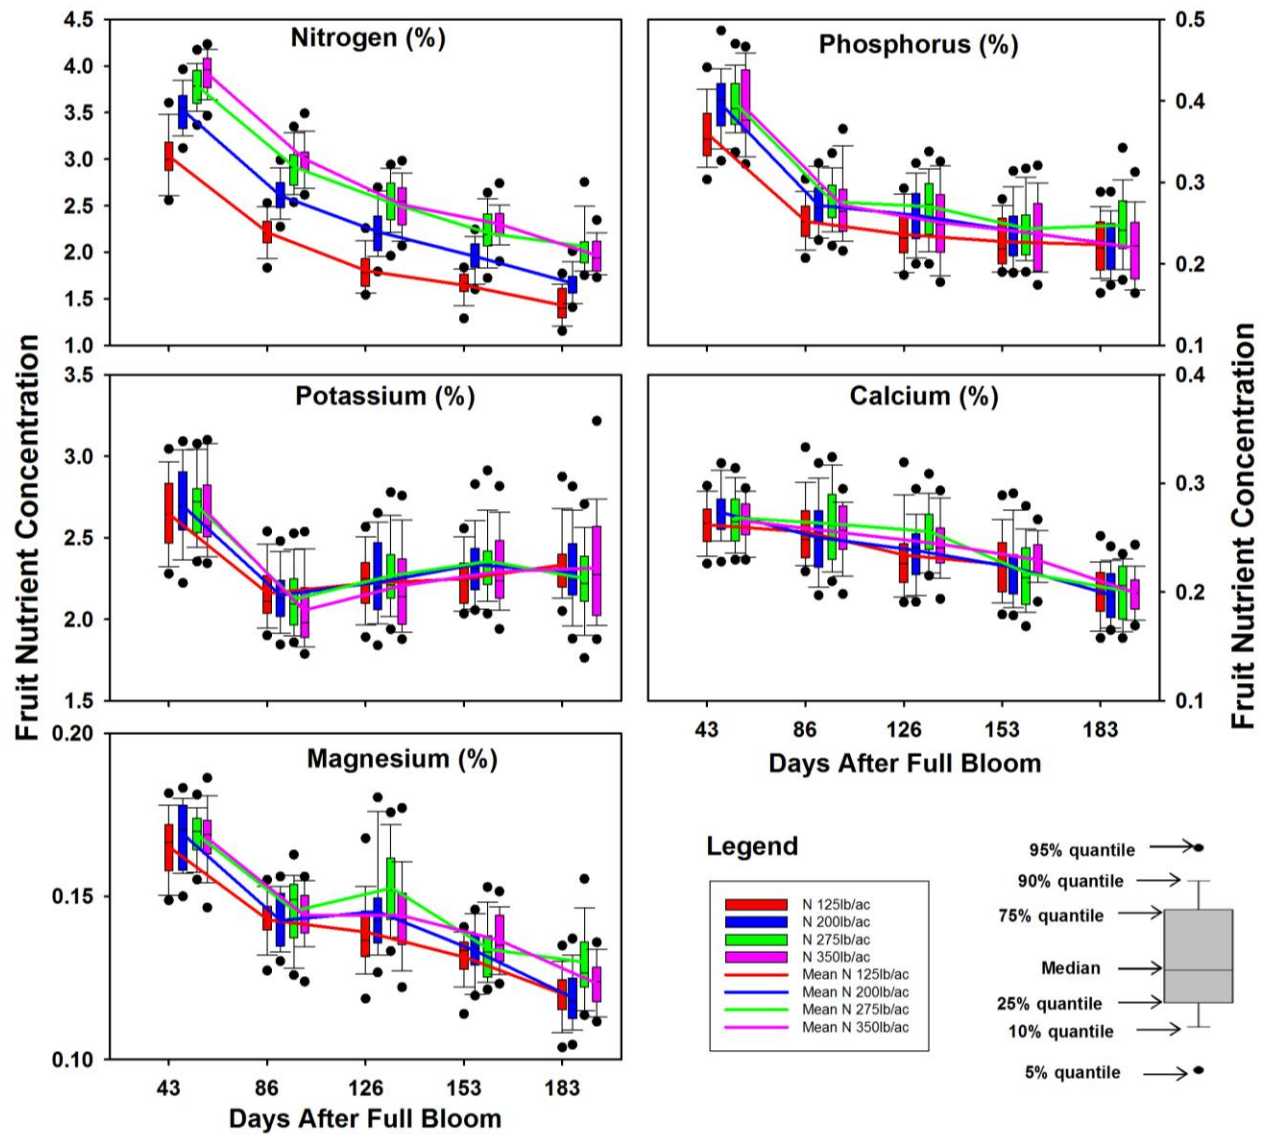 Nitrogen (%)
4.5
4.0
3.5
3.0
2.5
2.0
1.5
1.0
Phosphorus (%)
0.5
0.4
0.3
0.2
0.1
Fruit Nutrient Concentration
Potassium (%)
3.5
3.0
2.5
2.0
1.5
Calcium (%)
0.4
0.3
0.2
0.1
43 86 126 153 183
Days After Full Bloom
Fruit Nutrient Concentration
Magnesium (%)
0.20
0.15
0.10
43 86 126 153 183
Days After Full Bloom
Legend
N 125lb/ac
N 200lb/ac
N 275lb/ac
N 350lb/ac
Mean N 125lb/ac
Mean N 200lb/ac
Mean N 275lb/ac
Mean N 350lb/ac
95% quantile
90% quantile
75% quantile
Median
25% quantile
10% quantile
5% quantile